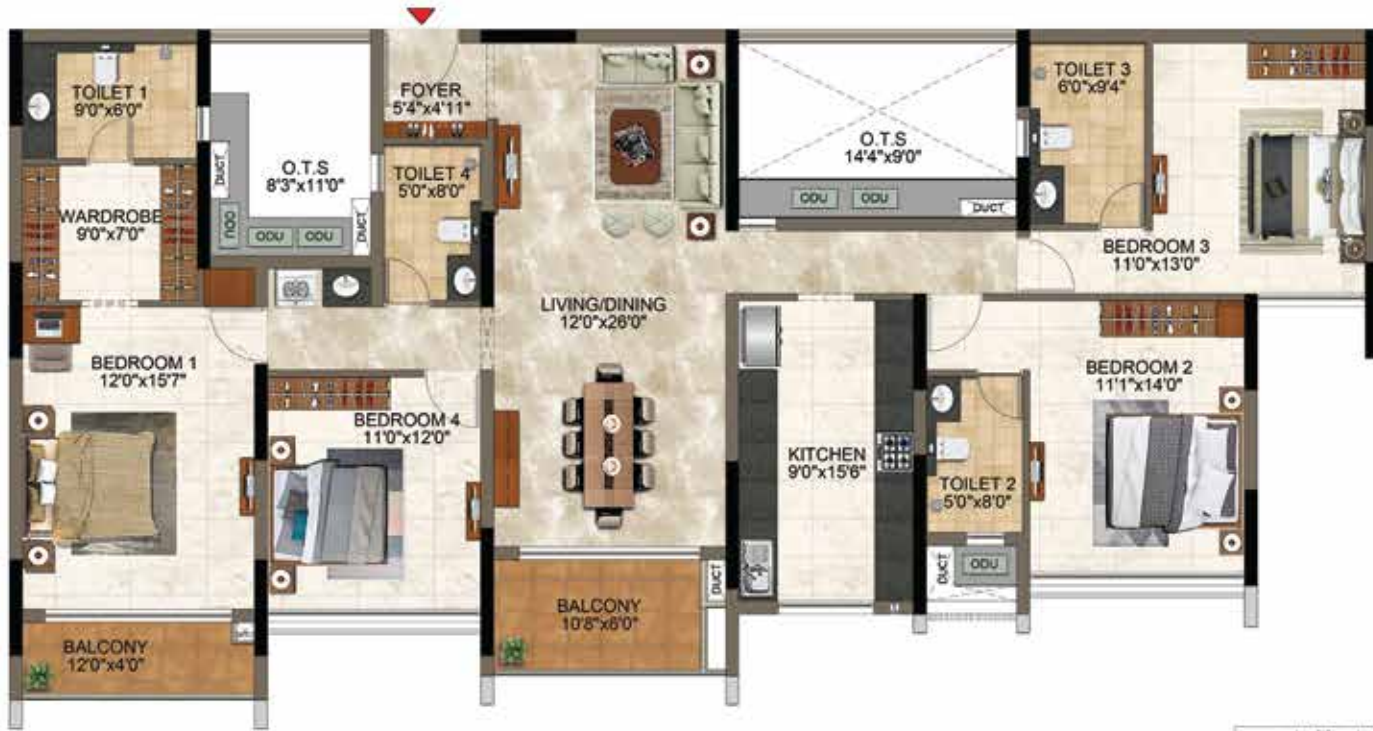 TOILET 1
9'0"x6'0"
WARDROBE
9'0"x7'0"
O.T.S
8'3"x11'0"
DUCT
ODU
ODU
ODU
DUCT
FOYER
5'4"x4'11"
TOILET 4
5'0"x8'0"
O.T.S
14'4"x9'0"
ODU
ODU
DUCT
TOILET 3
6'0"x9'4"
BEDROOM 3
11'0"x13'0"
LIVING/DINING
12'0"x26'0"
BEDROOM 1
12'0"x15'7"
BEDROOM 4
11'0"x12'0"
KITCHEN
9'0"x15'6"
BEDROOM 2
11'1"x14'0"
TOILET 2
5'0"x8'0"
DUCT
ODU
DUCT
BALCONY
10'8"x6'0"
BALCONY
12'0"x4'0"